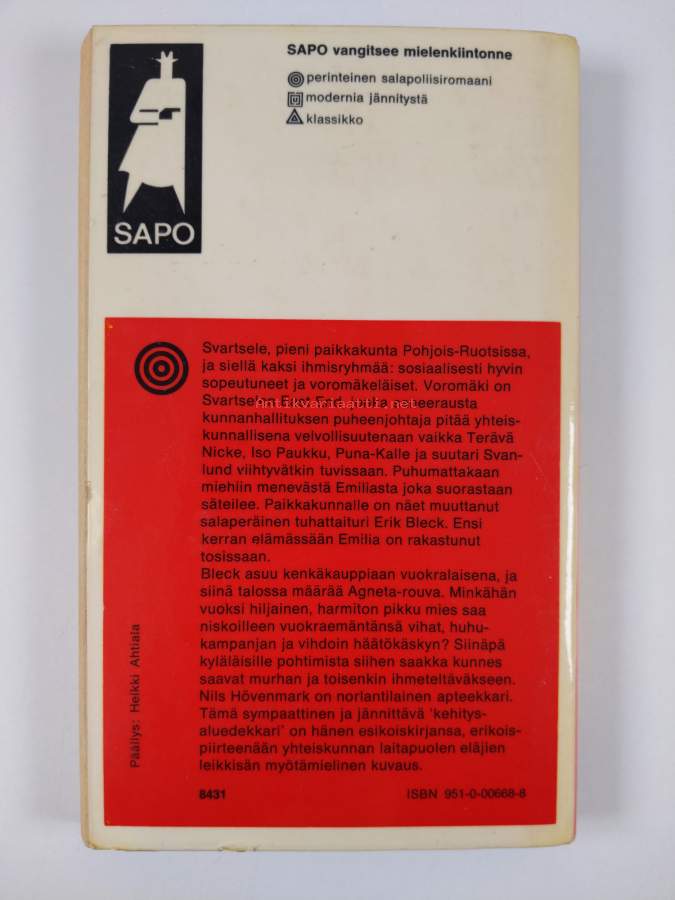 SAPO vangitsee mielenkiintonne
perinteinen salapoliisiromaani
modernia jännitystä
klassikko
SAPO
Svartsele, pieni paikkakunta Pohjois-Ruotsissa,
ja siellä kaksi ihmisryhmää: sosiaalisesti hyvin
sopeutuneet ja voromäkeläiset. Voromäki on
Svartselen East End, jonka
kunnanhallituksen puheenjohtaja pitää yhteis-
kunnallisena velvollisuutenaan vaikka Terävä
Nicke, Iso Paukku, Puna-Kalle ja suutari Svan-
lund viihtyvätkin tuvissaan. Puhumattakaan
miehiin menevästä Emiliasta joka suorastaan
säteilee. Paikkakunnalle on näet muuttanut
salaperäinen tuhattaituri Erik Bleck. Ensi
kerran elämässään Emilia on rakastunut
tosissaan.
Bleck asuu kenkäkauppiaan vuokralaisena, ja
siinä talossa määrää Agneta-rouva. Minkähän
vuoksi hiljainen, harmiton pikku mies saa
niskoilleen vuokraemäntänsä vihat, huhu-
kampanjan ja vihdoin häätökäskyn? Siinäpä
kyläläisille pohtimista siihen saakka kunnes
saavat murhan ja toisenkin ihmeteltäväkseen.
Nils Hövenmark on norlantilainen apteekkari.
Tämä sympaattinen ja jännittävä 'kehitys-
aluedekkari' on hänen esikoiskirjansa, erikois-
piirteenään yhteiskunnan laitapuolen eläjien
leikkisän myötämielinen kuvaus.
8431 ISBN 951-0-00668-8
Päällys: Heikki Ahtiala
Antikvariaatti.net